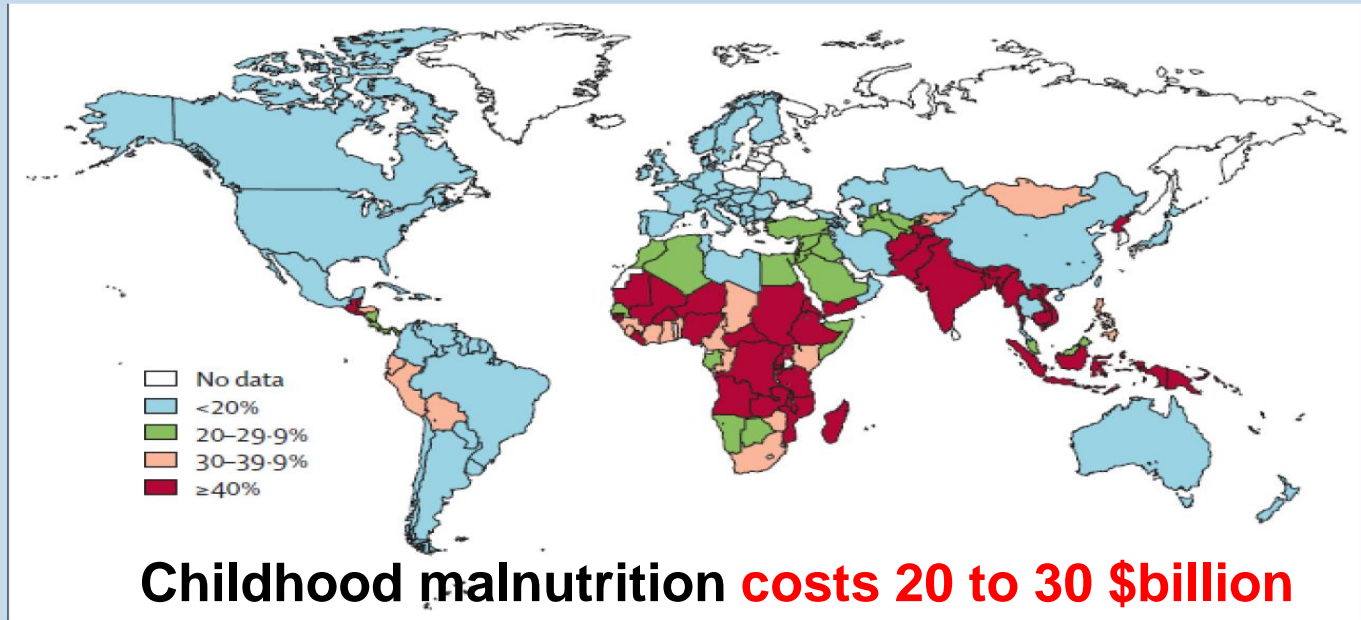 No data
<20%
20–29·9%
30–39·9%
≥40%
Childhood malnutrition costs 20 to 30 $billion